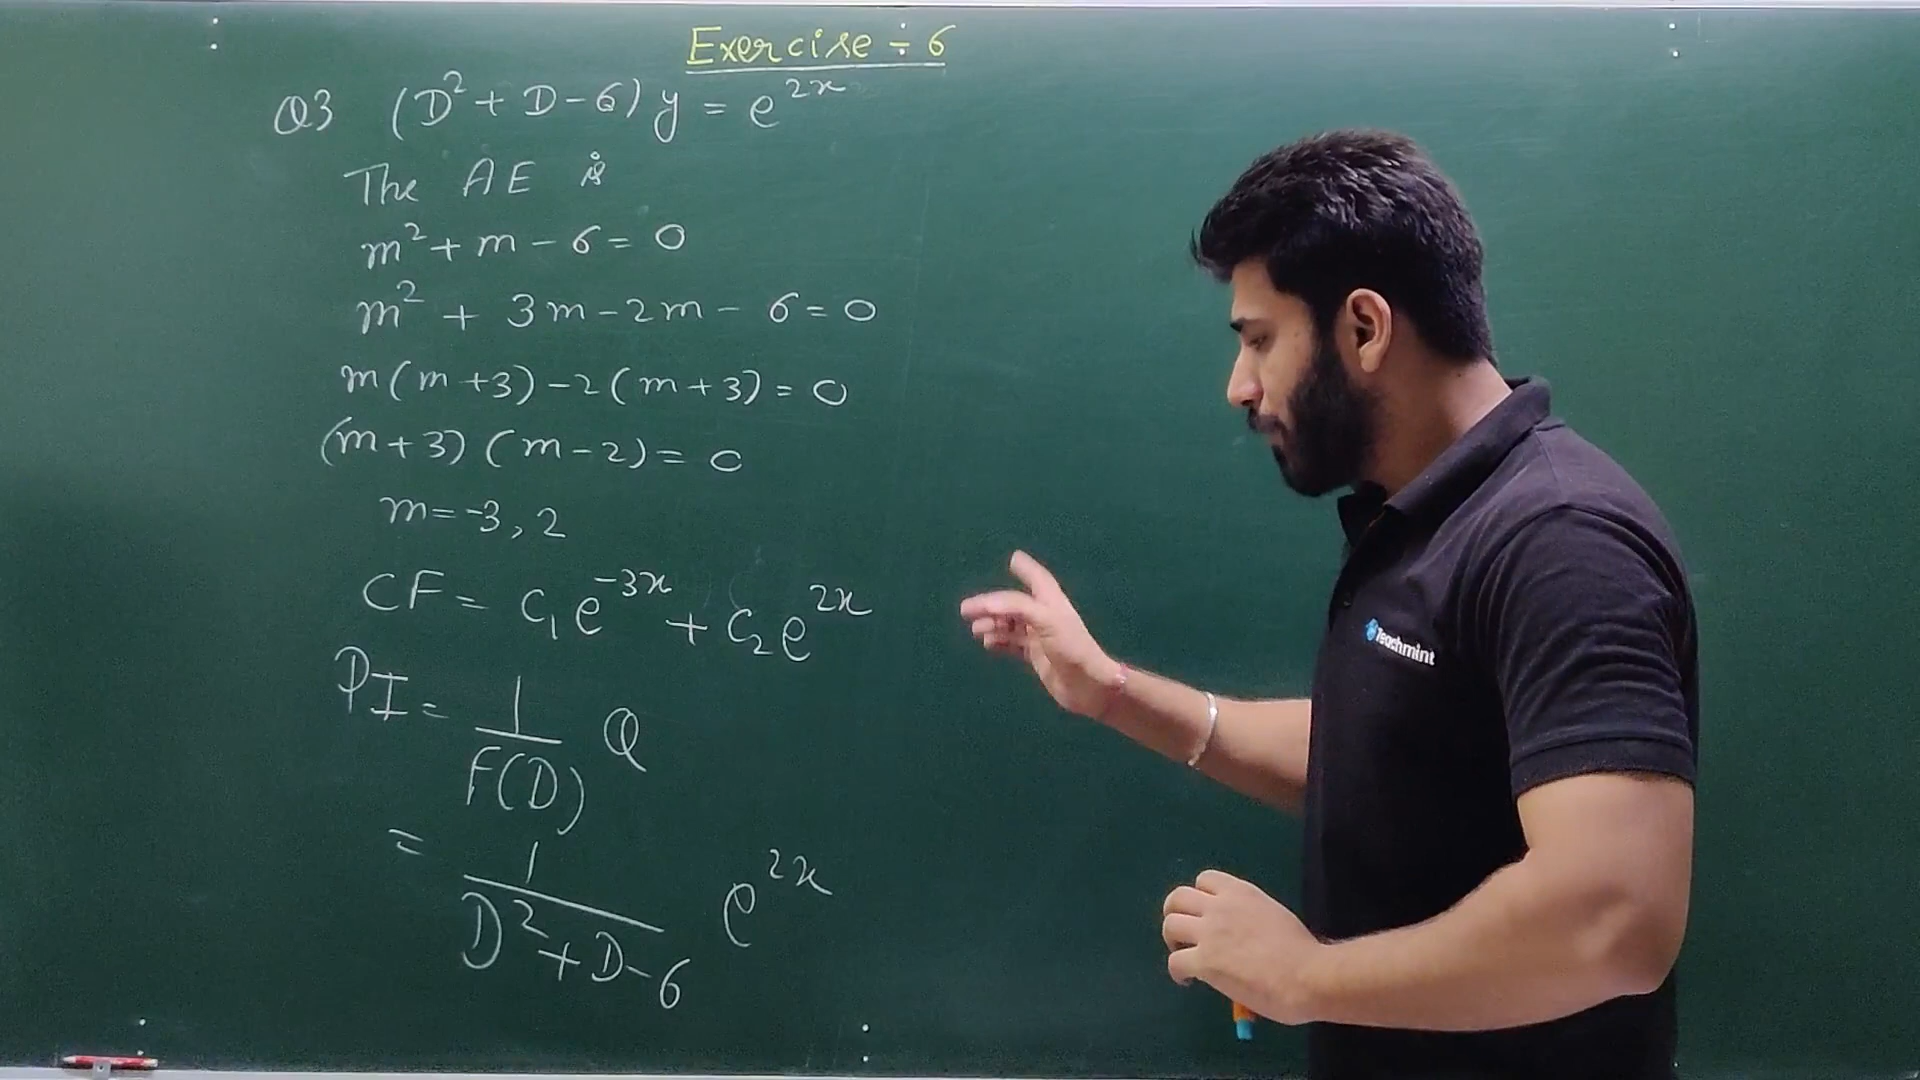 Exercise ÷ 6
Q3 (D² + D - 6) y = e^{2x}
The AE is
m² + m - 6 = 0
m² + 3m - 2m - 6 = 0
m(m+3) - 2(m+3) = 0
(m+3)(m-2) = 0
m = -3, 2
CF = C₁e^{-3x} + C₂e^{2x}
PI = 1/F(D) Q
= 1/(D² + D - 6) e^{2x}
Teachmint